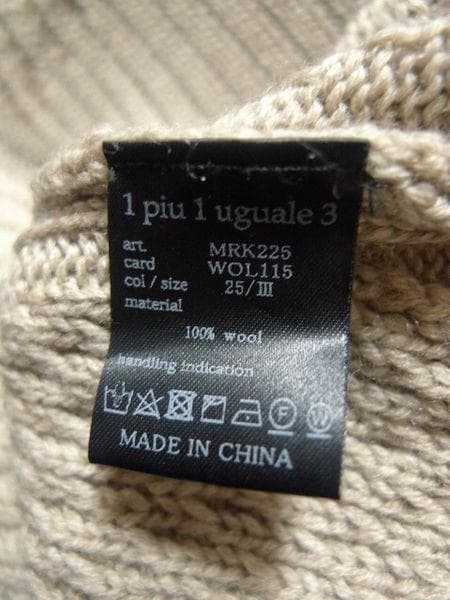 1 piu 1 uguale 3
art. MRK225
card WOL115
col / size 25/III
material
100% wool
handling indication
F W
MADE IN CHINA